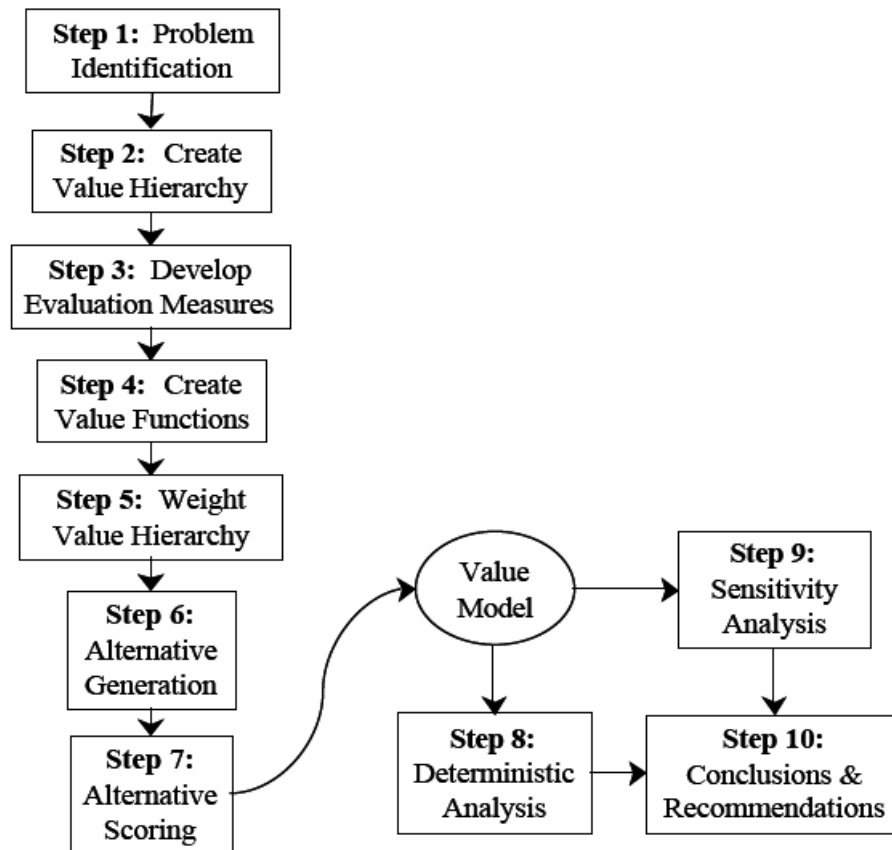 Step 1: Problem
Identification
Step 2: Create
Value Hierarchy
Step 3: Develop
Evaluation Measures
Step 4: Create
Value Functions
Step 5: Weight
Value Hierarchy
Step 6:
Alternative
Generation
Step 7:
Alternative
Scoring
Value
Model
Step 8:
Deterministic
Analysis
Step 9:
Sensitivity
Analysis
Step 10:
Conclusions &
Recommendations